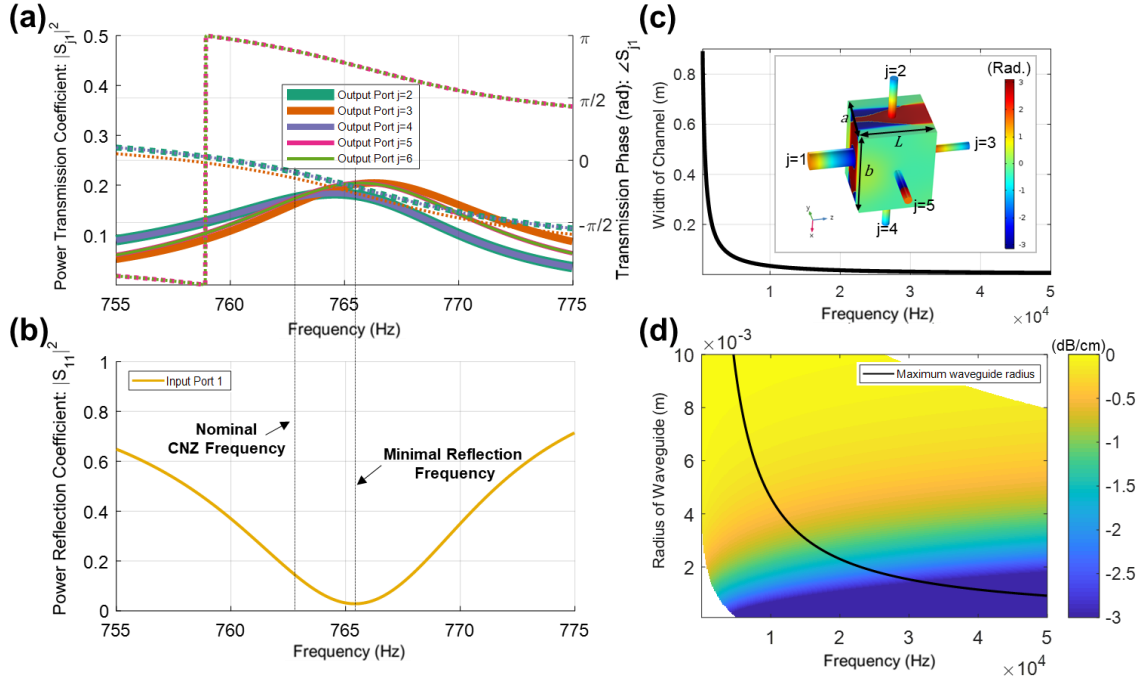 (a)
Power Transmission Coefficient: |S_j1|^2
0.5
0.4
0.3
0.2
0.1
Output Port j=2
Output Port j=3
Output Port j=4
Output Port j=5
Output Port j=6
π
π/2
0
-π/2
Transmission Phase (rad): ∠S_j1
755
760
765
770
775
Frequency (Hz)
(b)
Power Reflection Coefficient: |S_11|^2
1
0.8
0.6
0.4
0.2
0
Input Port 1
Nominal
CNZ Frequency
Minimal Reflection
Frequency
755
760
765
770
775
Frequency (Hz)
(c)
Width of Channel (m)
0.8
0.6
0.4
0.2
j=2
(Rad.)
a
L
j=3
j=1
b
j=5
j=4
y
z
x
3
2
1
0
-1
-2
-3
1
2
3
4
5
Frequency (Hz)
× 10^4
(d)
× 10^-3
Radius of Waveguide (m)
10
8
6
4
2
Maximum waveguide radius
(dB/cm)
0
-0.5
-1
-1.5
-2
-2.5
-3
1
2
3
4
5
Frequency (Hz)
× 10^4